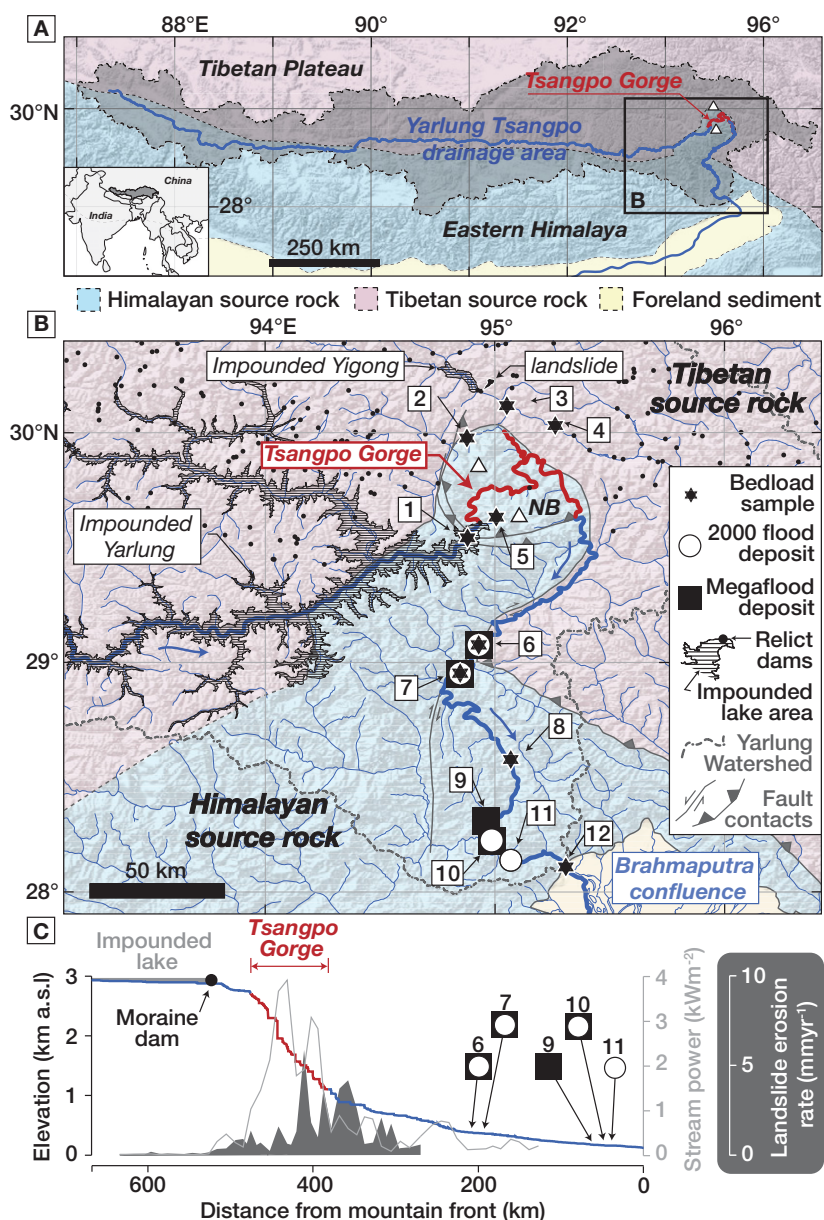 A
88°E
90
92
94
96°
Tibetan Plateau
Tsangpo Gorge
30°N
Yarlung Tsangpo
drainage area
China
India
28°
B
Eastern Himalaya
250 km
Himalayan source rock
Tibetan source rock
Foreland sediment
B
94°E
95°
96°
Impounded Yigong
landslide
Tibetan
source rock
2
3
4
30°N
Tsangpo Gorge
NB
1
Impounded
Yarlung
5
Bedload
sample
2000 flood
deposit
Megaflood
deposit
Relict
dams
Impounded
lake area
Yarlung
Watershed
Fault
contacts
6
29°
7
8
9
11
Himalayan
source rock
10
12
50 km
Brahmaputra
confluence
28°
C
Impounded
lake
Tsangpo
Gorge
Moraine
dam
3
2
1
0
Elevation (km a.s.l)
6
7
9
10
11
4
3
2
1
0
Stream power (kWm-2)
10
5
0
Landslide erosion
rate (mmyr-1)
600
400
200
0
Distance from mountain front (km)